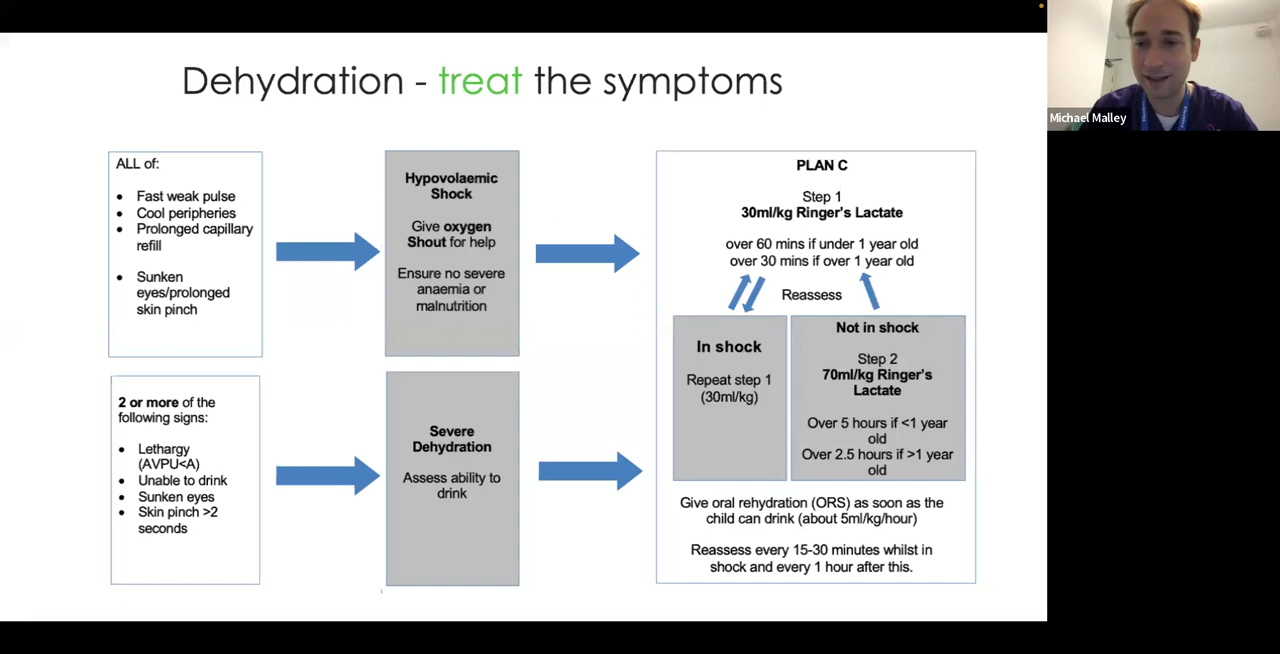 Dehydration - treat the symptoms
Michael Malley
ALL of:
• Fast weak pulse
• Cool peripheries
• Prolonged capillary
refill
• Sunken
eyes/prolonged
skin pinch
Hypovolaemic
Shock
Give oxygen
Shout for help
Ensure no severe
anaemia or
malnutrition
2 or more of the
following signs:
• Lethargy
(AVPU<A)
• Unable to drink
• Sunken eyes
• Skin pinch >2
seconds
Severe
Dehydration
Assess ability to
drink
PLAN C
Step 1
30ml/kg Ringer's Lactate
over 60 mins if under 1 year old
over 30 mins if over 1 year old
Reassess
In shock
Repeat step 1
(30ml/kg)
Not in shock
Step 2
70ml/kg Ringer's
Lactate
Over 5 hours if <1 year
old
Over 2.5 hours if >1 year
old
Give oral rehydration (ORS) as soon as the
child can drink (about 5ml/kg/hour)
Reassess every 15-30 minutes whilst in
shock and every 1 hour after this.